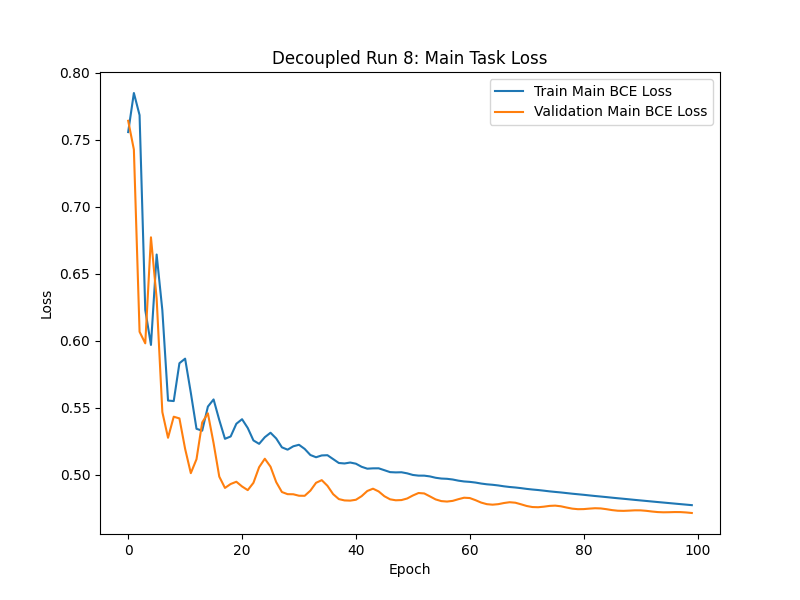 Decoupled Run 8: Main Task Loss
Train Main BCE Loss
Validation Main BCE Loss
0.80
0.75
0.70
0.65
0.60
0.55
0.50
Loss
0 20 40 60 80 100
Epoch